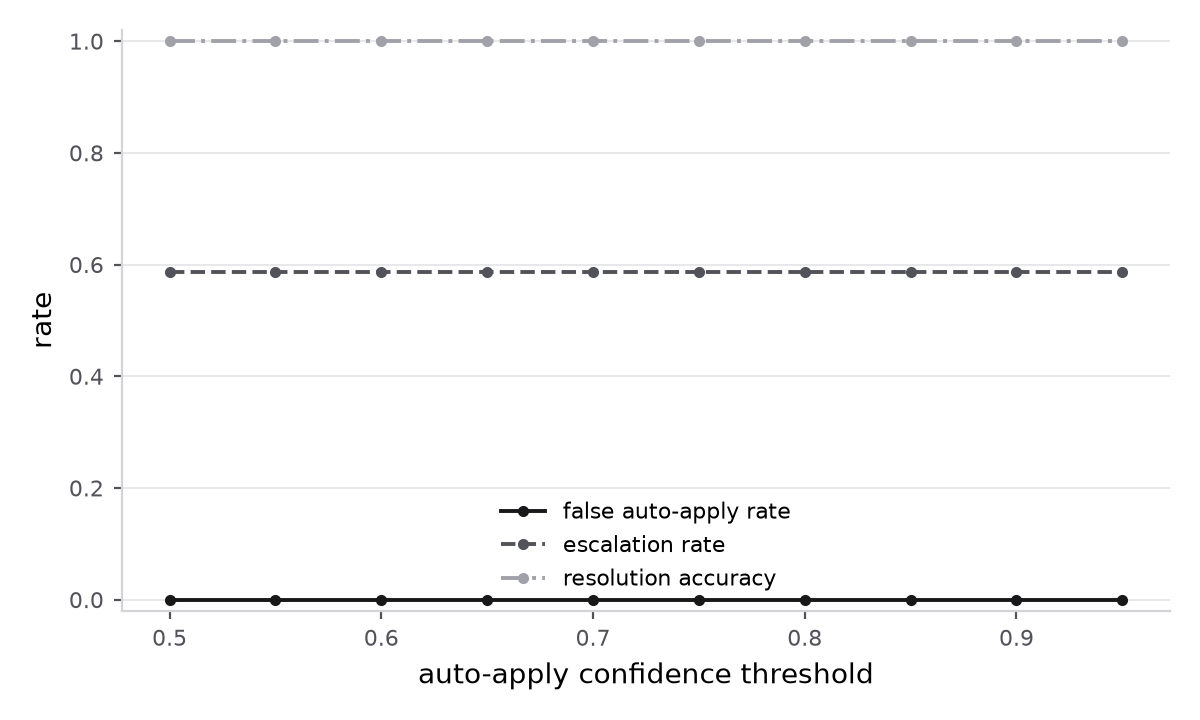 1.0
0.8
0.6
0.4
0.2
0.0
rate
false auto-apply rate
escalation rate
resolution accuracy
0.5 0.6 0.7 0.8 0.9
auto-apply confidence threshold